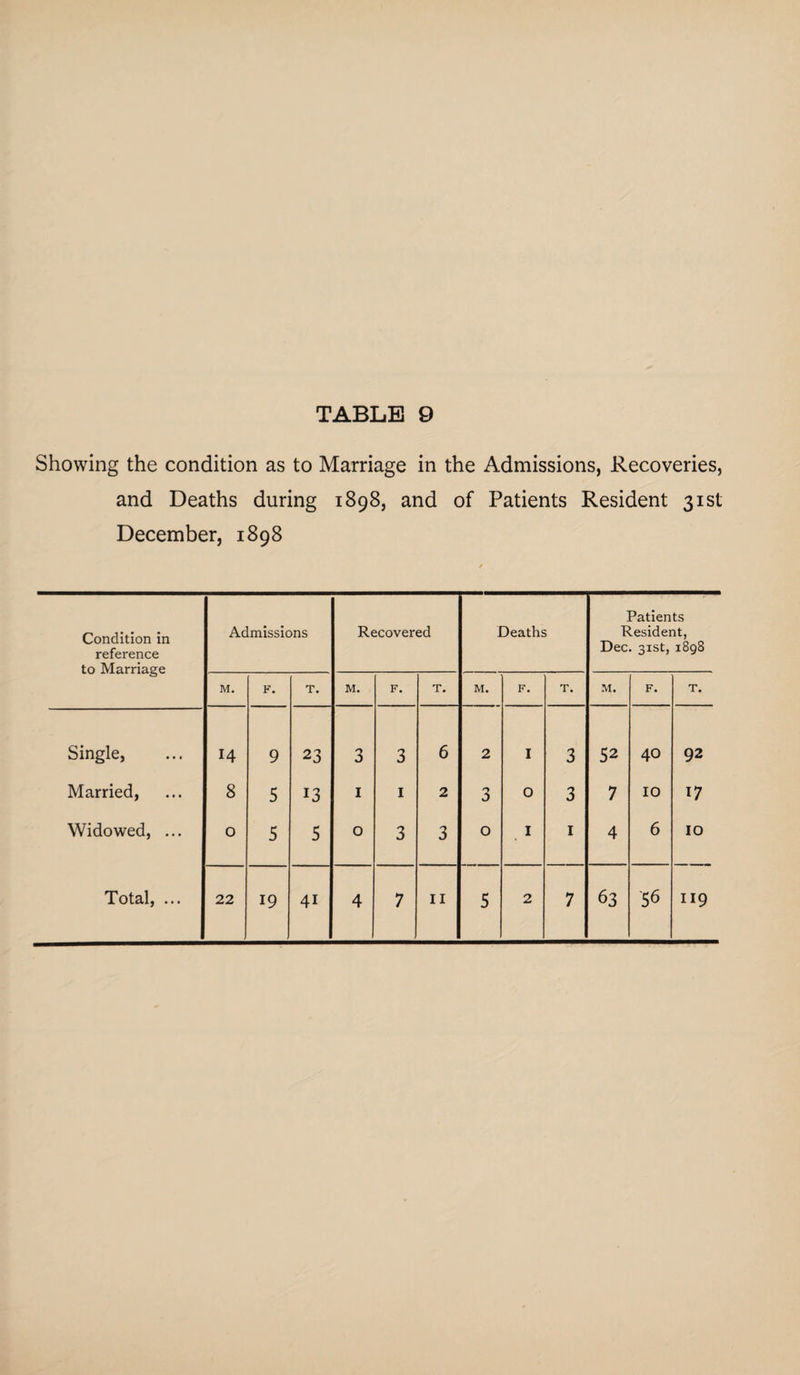 TABLE 9
Showing the condition as to Marriage in the Admissions, Recoveries,
and Deaths during 1898, and of Patients Resident 31st
December, 1898
Condition in reference to Marriage | Admissions | Recovered | Deaths | Patients Resident, Dec. 31st, 1898
M. F. T. M. F. T. M. F. T. M. F. T.
Single, ... 14 9 23 3 3 6 2 1 3 52 40 92
Married, ... 8 5 13 1 1 2 3 0 3 7 10 17
Widowed, ... 0 5 5 0 3 3 0 1 1 4 6 10
Total, ... 22 19 41 4 7 11 5 2 7 63 56 119